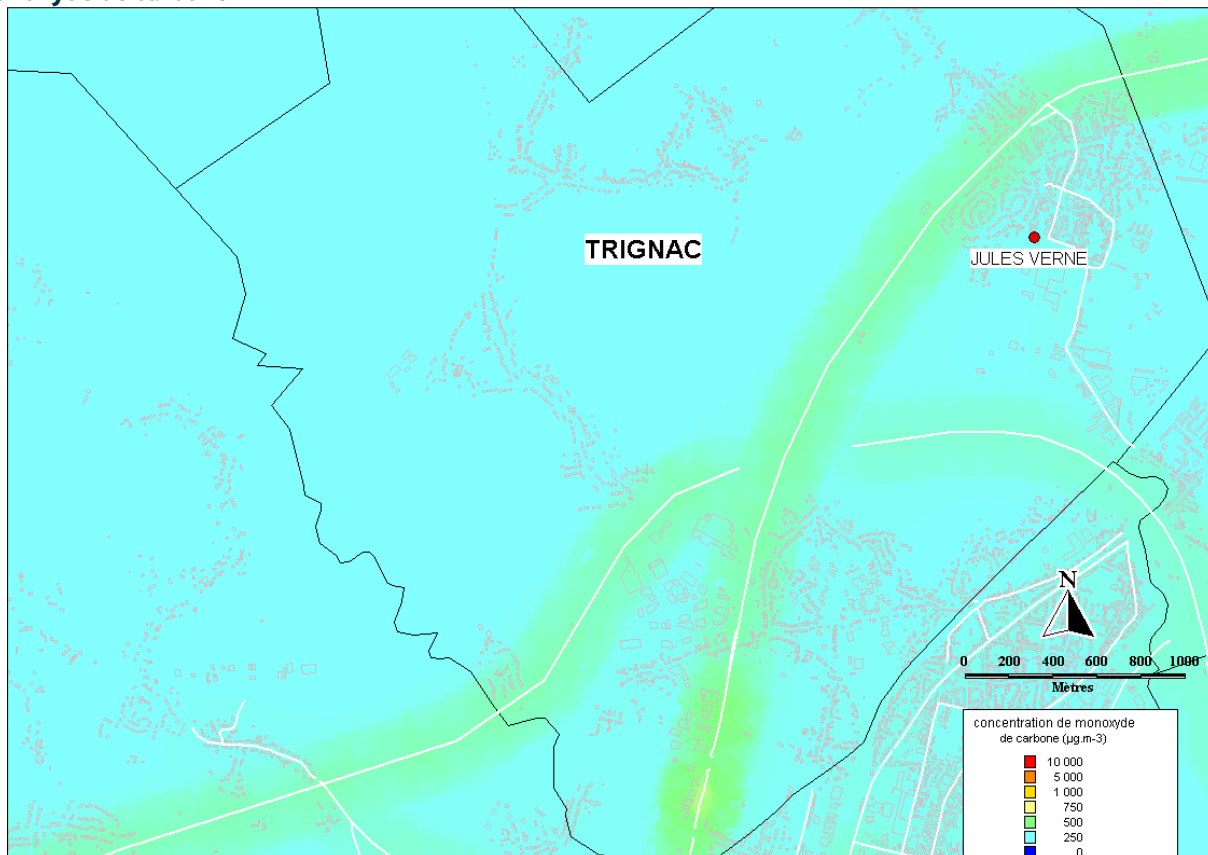 TRIGNAC
JULES VERNE
N
0 200 400 600 800 1000
Mètres
concentration de monoxyde
de carbone (µg.m-3)
10 000
5 000
1 000
750
500
250
0